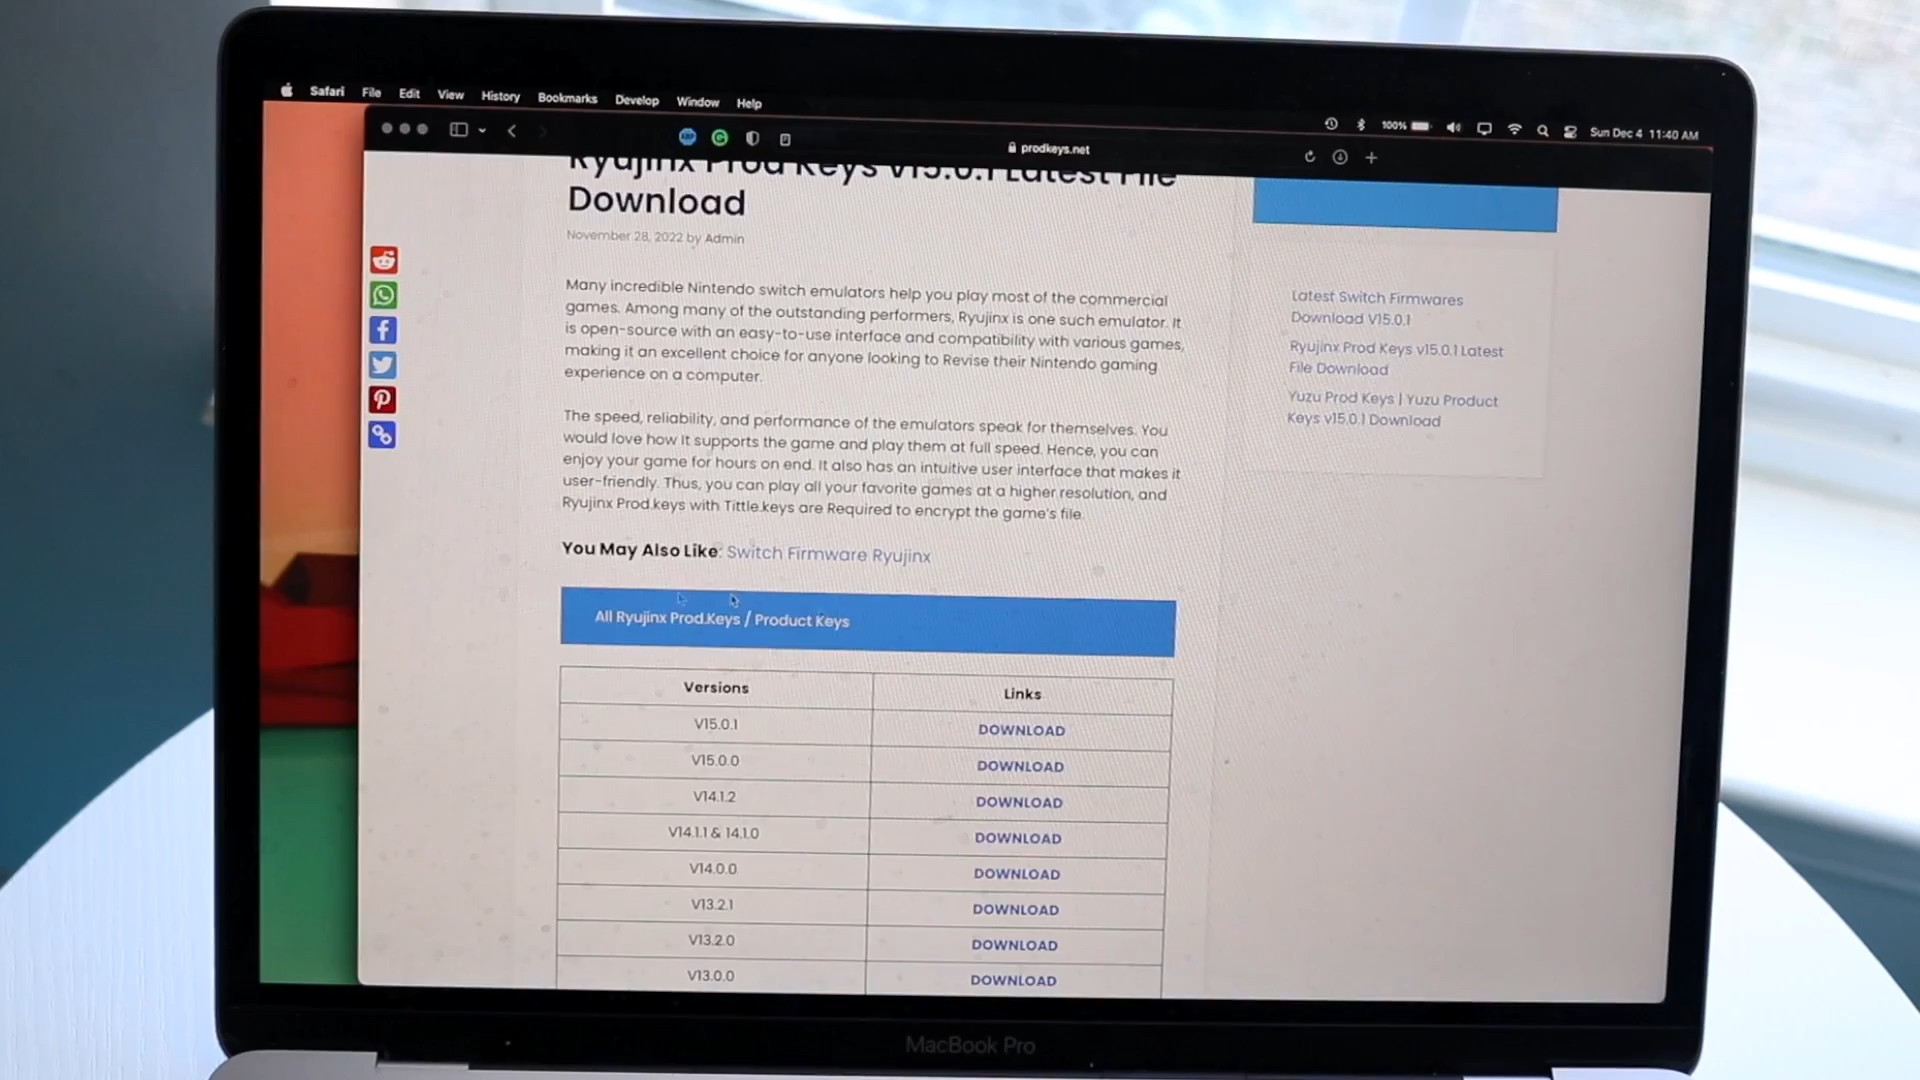 Safari File Edit View History Bookmarks Develop Window Help
100% Sun Dec 4 11:40 AM
ABP
prodkeys.net
Ryujinx Prod Keys v15.0.1 Latest File
Download
November 28, 2022 by Admin
Many incredible Nintendo switch emulators help you play most of the commercial
games. Among many of the outstanding performers, Ryujinx is one such emulator. It
is open-source with an easy-to-use interface and compatibility with various games,
making it an excellent choice for anyone looking to Revise their Nintendo gaming
experience on a computer.
The speed, reliability, and performance of the emulators speak for themselves. You
would love how It supports the game and play them at full speed. Hence, you can
enjoy your game for hours on end. It also has an intuitive user interface that makes it
user-friendly. Thus, you can play all your favorite games at a higher resolution, and
Ryujinx Prod.keys with Tittle.keys are Required to encrypt the game's file.
You May Also Like: Switch Firmware Ryujinx
All Ryujinx Prod.Keys / Product Keys
Versions Links
V15.0.1 DOWNLOAD
V15.0.0 DOWNLOAD
V14.1.2 DOWNLOAD
V14.1.1 & 14.1.0 DOWNLOAD
V14.0.0 DOWNLOAD
V13.2.1 DOWNLOAD
V13.2.0 DOWNLOAD
V13.0.0 DOWNLOAD
Latest Switch Firmwares
Download V15.0.1
Ryujinx Prod Keys v15.0.1 Latest
File Download
Yuzu Prod Keys | Yuzu Product
Keys v15.0.1 Download
MacBook Pro